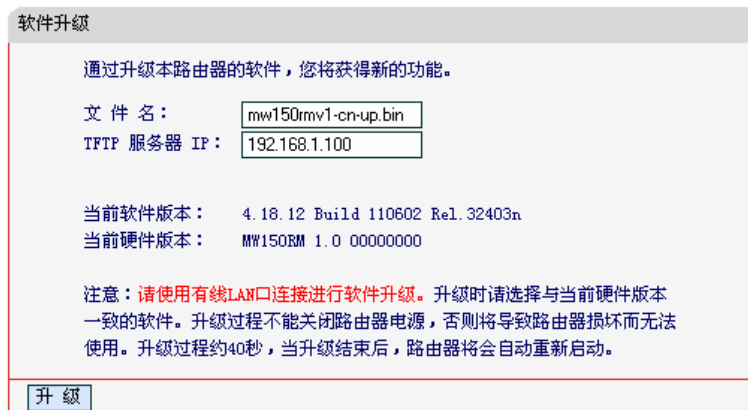 软件升级
通过升级本路由器的软件，您将获得新的功能。
文 件 名： mw150rmv1-cn-up.bin
TFTP 服务器 IP： 192.168.1.100
当前软件版本： 4.18.12 Build 110602 Rel.32403n
当前硬件版本： MW150RM 1.0 00000000
注意：请使用有线LAN口连接进行软件升级。升级时请选择与当前硬件版本
一致的软件。升级过程不能关闭路由器电源，否则将导致路由器损坏而无法
使用。升级过程约40秒，当升级结束后，路由器将会自动重新启动。
升 级